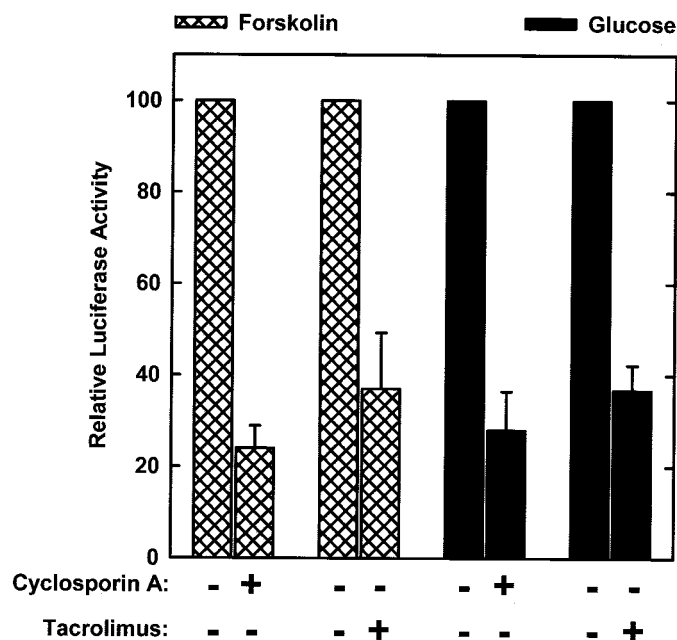 Forskolin Glucose
100
80
60
40
20
0
Relative Luciferase Activity
Cyclosporin A: - + - - - + - -
Tacrolimus: - - - + - - - +